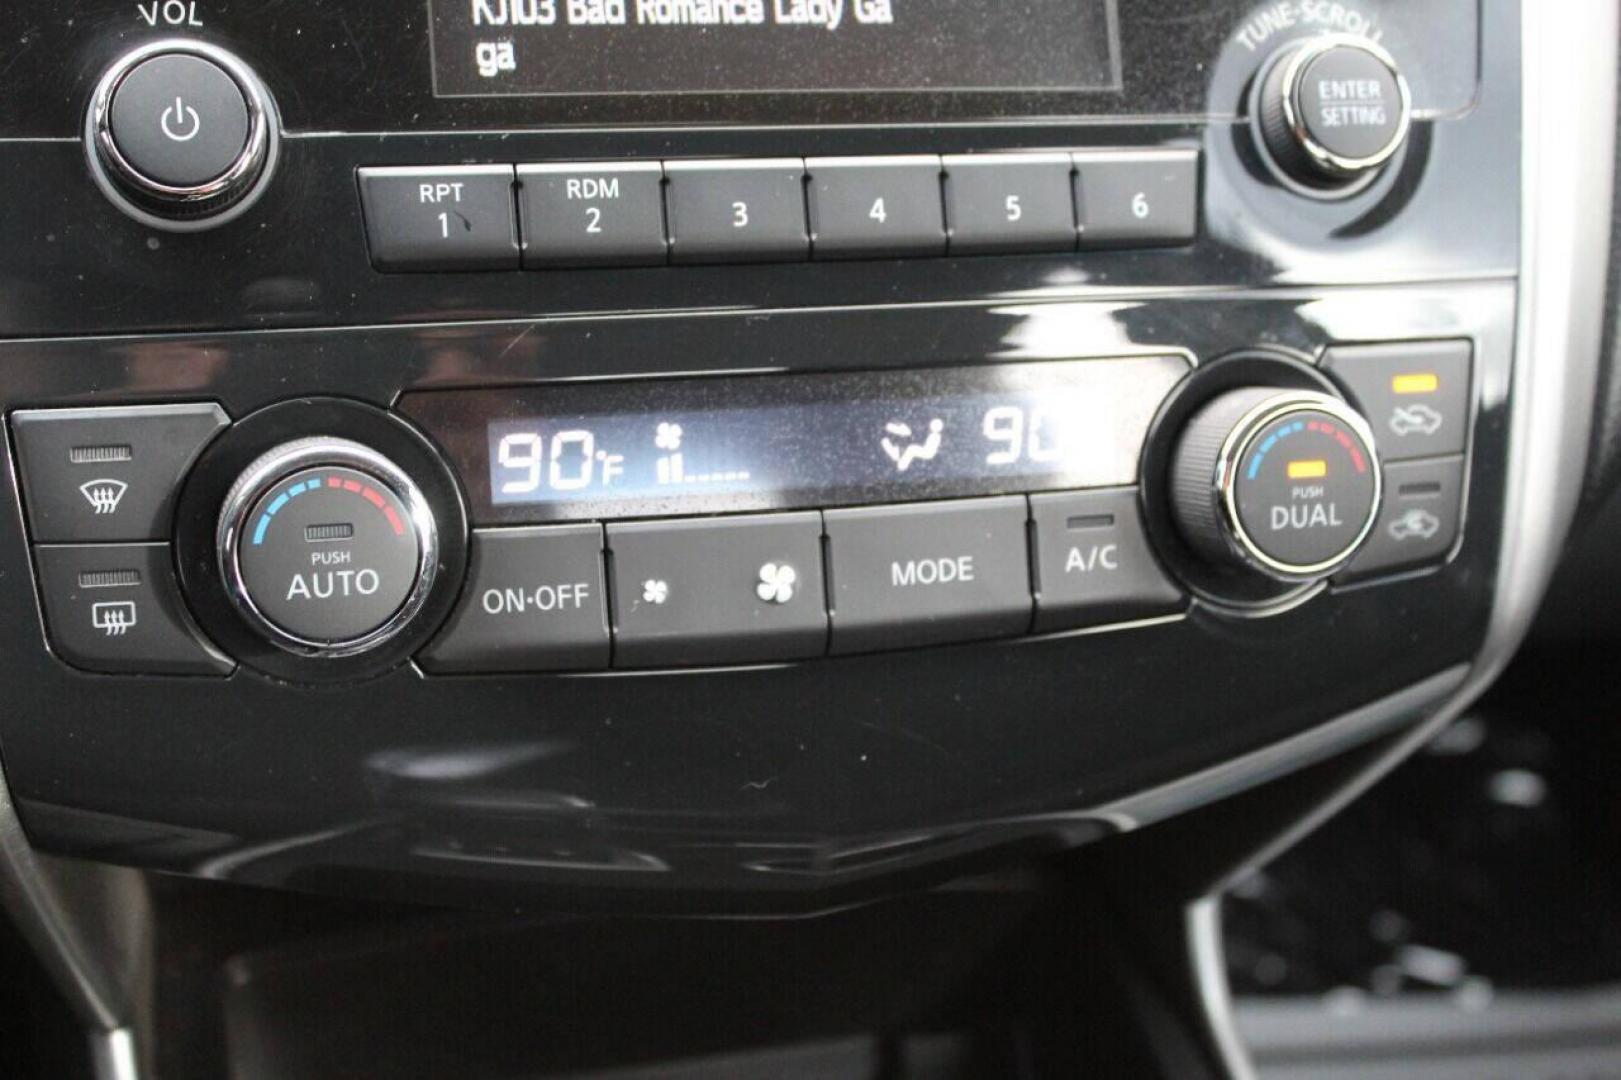 VOL
KJ103 Bad Romance Lady Ga
ga
TUNE·SCROLL
ENTER
SETTING
RPT
1
RDM
2
3
4
5
6
90°F
90
PUSH
AUTO
ON·OFF
MODE
A/C
PUSH
DUAL